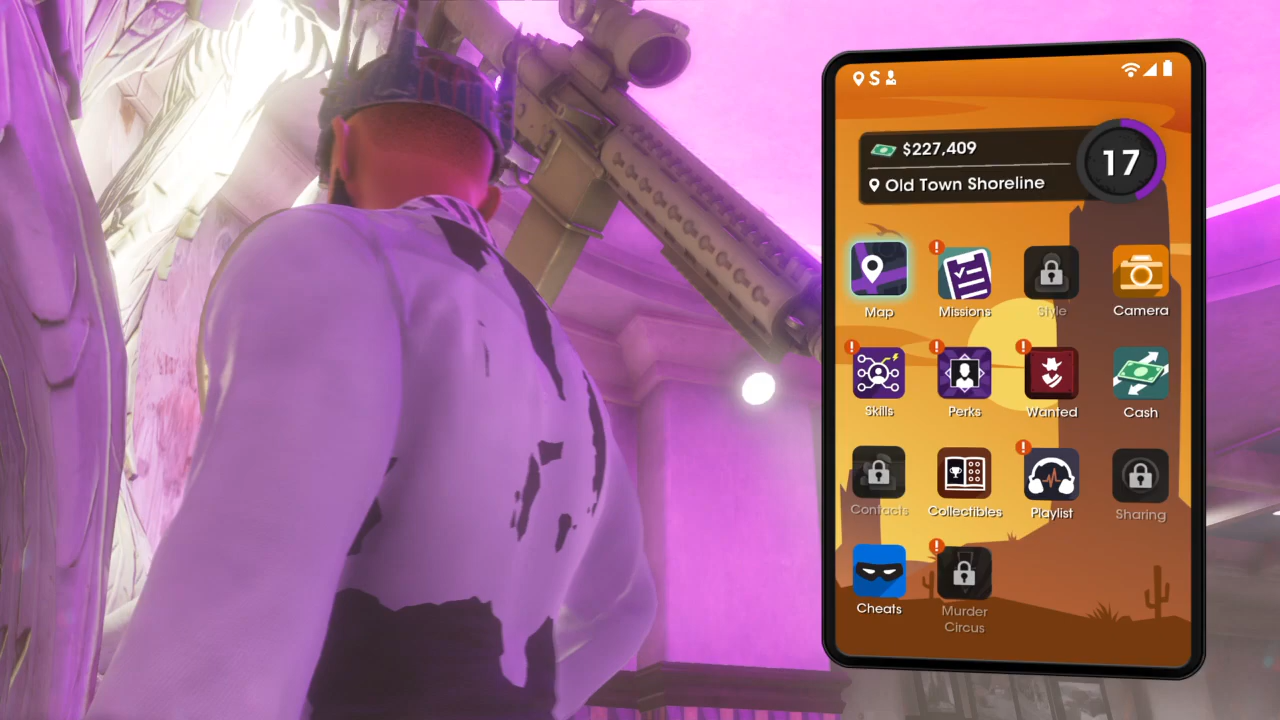 $227,409
17
Old Town Shoreline
Map
Missions
Style
Camera
Skills
Perks
Wanted
Cash
Contacts
Collectibles
Playlist
Sharing
Cheats
Murder
Circus